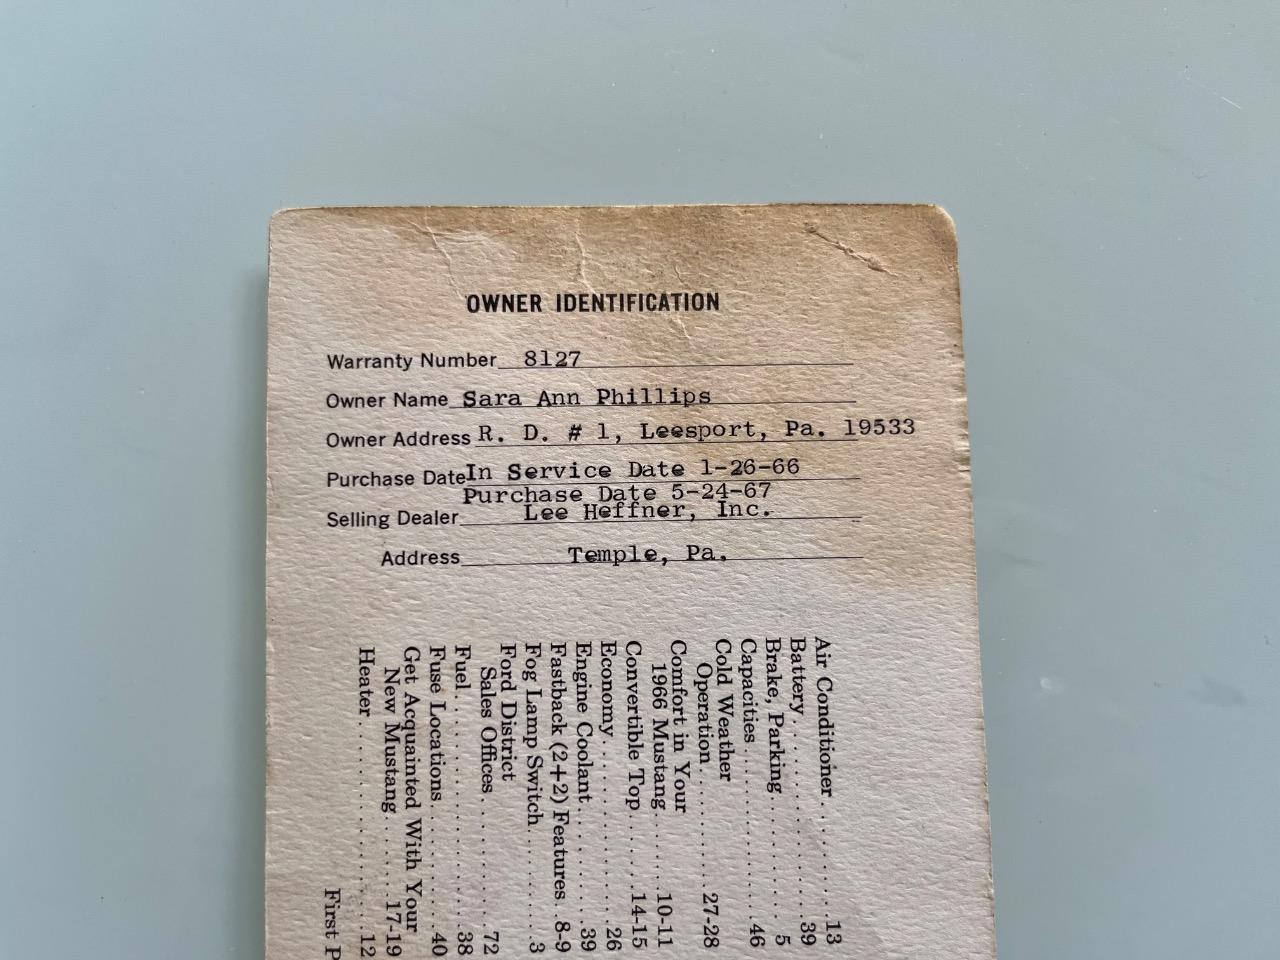 OWNER IDENTIFICATION
Warranty Number 8127
Owner Name Sara Ann Phillips
Owner Address R. D. # 1, Leesport, Pa. 19533
Purchase Date In Service Date 1-26-66
Purchase Date 5-24-67
Selling Dealer Lee Heffner, Inc.
Address Temple, Pa.
Air Conditioner 13
Battery 39
Brake, Parking 5
Capacities 46
Cold Weather
Operation 27-28
Comfort in Your
1966 Mustang 10-11
Convertible Top 14-15
Economy 26
Engine Coolant 39
Fastback (2+2) Features 8-9
Fog Lamp Switch 3
Ford District
Sales Offices 72
Fuel 38
Fuse Locations 40
Get Acquainted With Your
New Mustang 17-19
Heater 12
First P